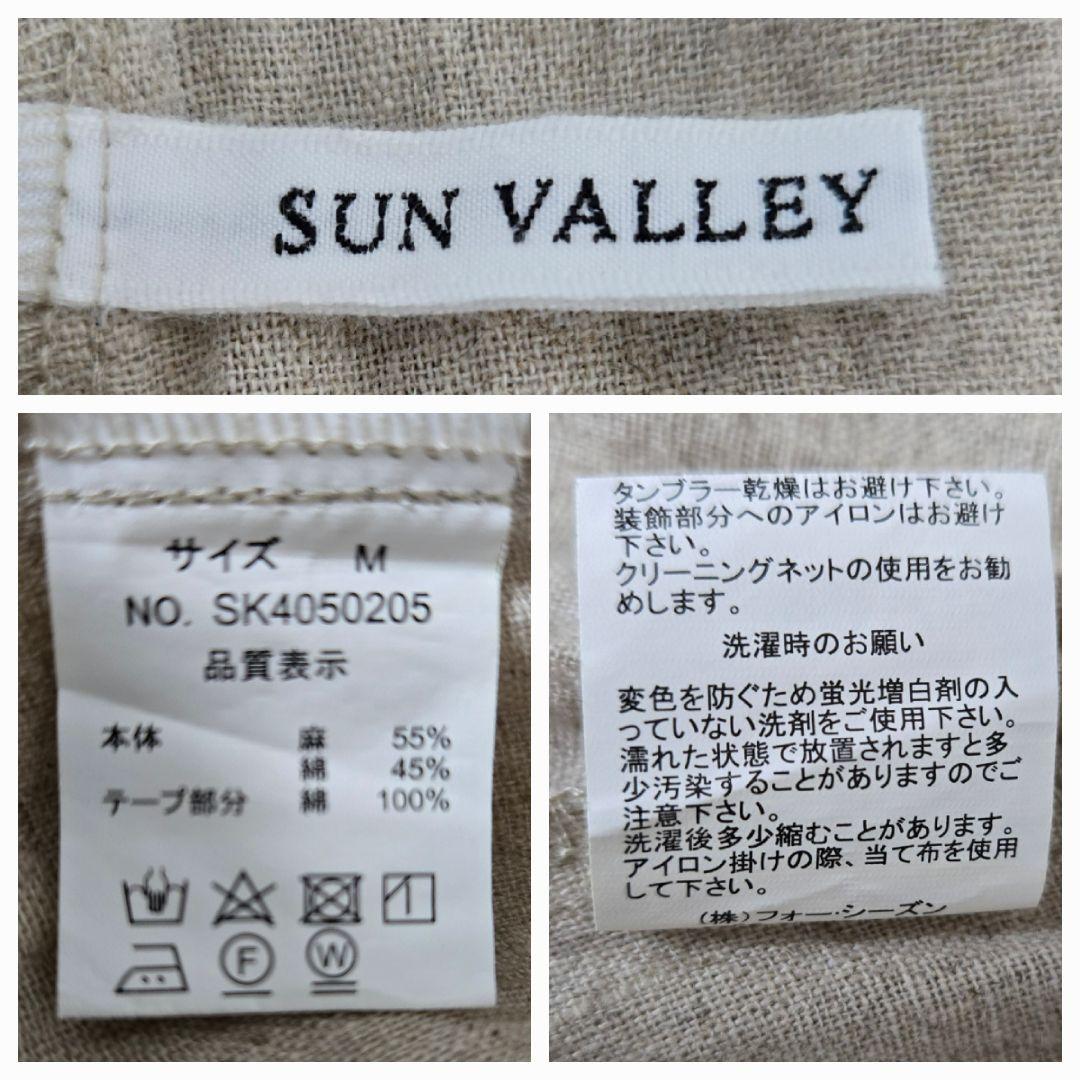 SUN VALLEY
サイズ M
NO. SK4050205
品質表示
本体 麻 55%
綿 45%
テープ部分 綿 100%
F W
タンブラー乾燥はお避け下さい。
装飾部分へのアイロンはお避け
下さい。
クリーニングネットの使用をお勧
めします。
洗濯時のお願い
変色を防ぐため蛍光増白剤の入
っていない洗剤をご使用下さい。
濡れた状態で放置されますと多
少汚染することがありますのでご
注意下さい。
洗濯後多少縮むことがあります。
アイロン掛けの際、当て布を使用
して下さい。
(株)フォー・シーズン